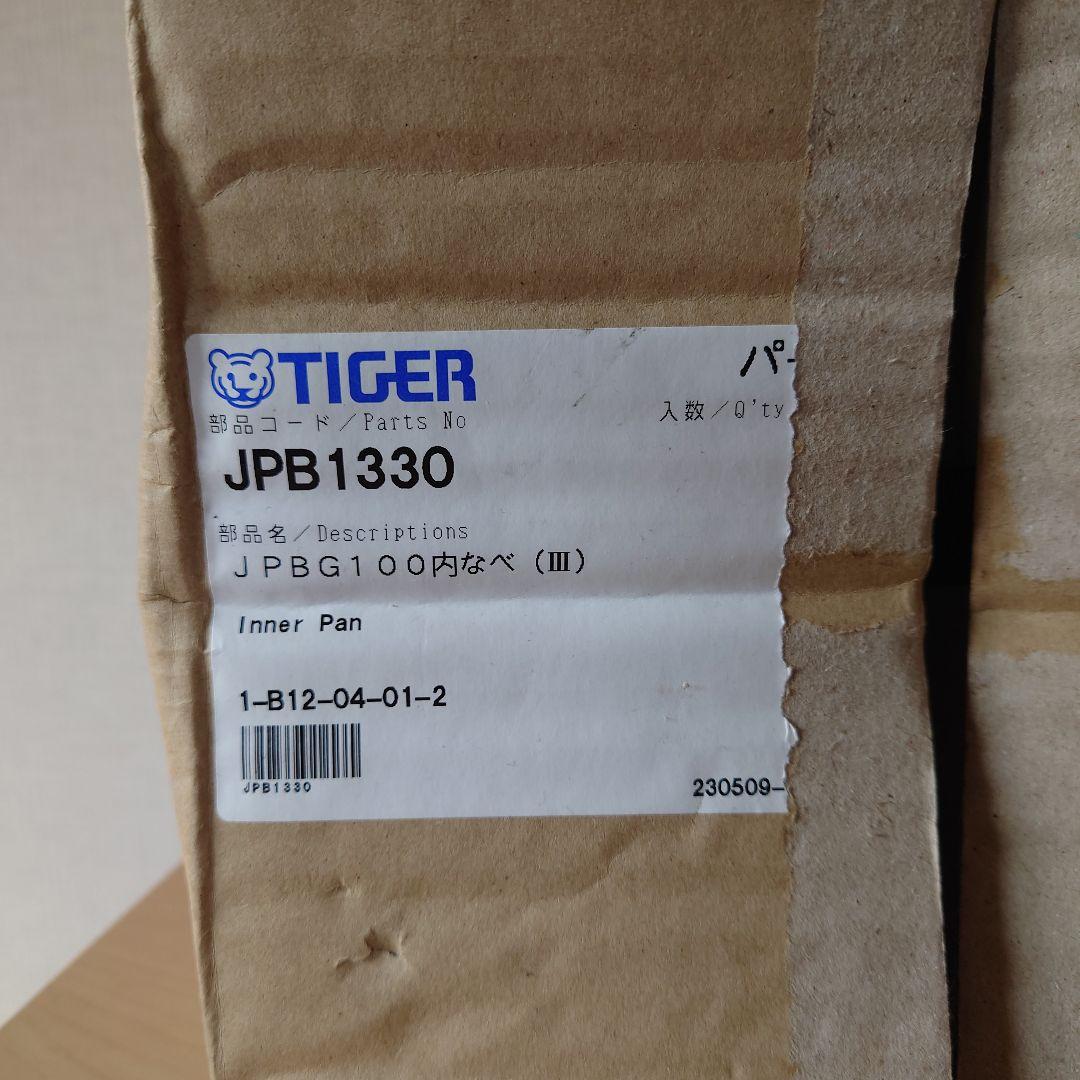 TIGER
パー
部品コード／Parts No
入数／Q'ty
JPB1330
部品名／Descriptions
ＪＰＢＧ１００内なべ（Ⅲ）
Inner Pan
1-B12-04-01-2
JPB1330
230509-